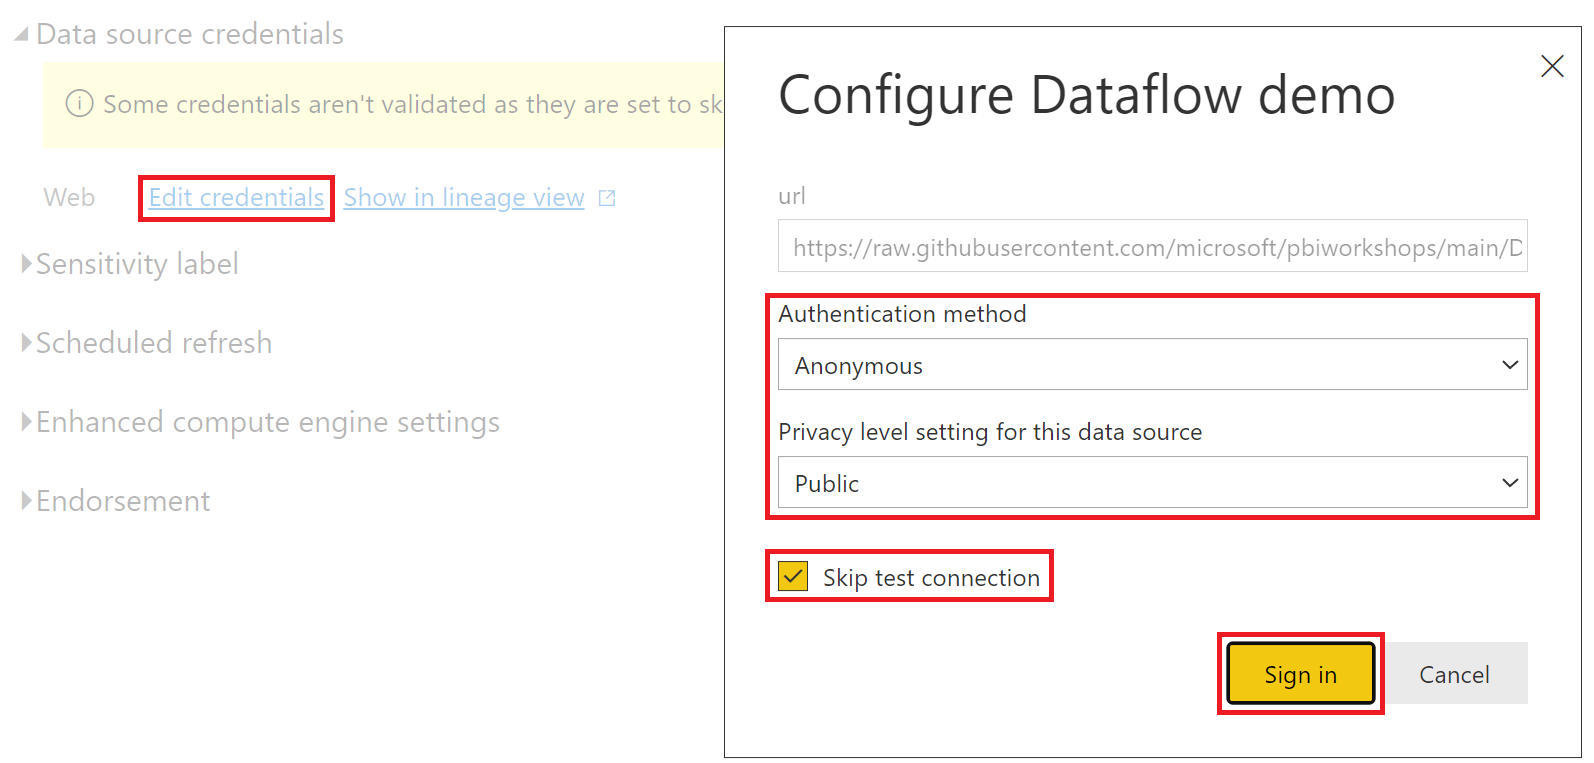 Data source credentials
Some credentials aren't validated as they are set to sk
Web Edit credentials Show in lineage view
Sensitivity label
Scheduled refresh
Enhanced compute engine settings
Endorsement
Configure Dataflow demo
url
https://raw.githubusercontent.com/microsoft/pbiworkshops/main/D
Authentication method
Anonymous
Privacy level setting for this data source
Public
Skip test connection
Sign in Cancel